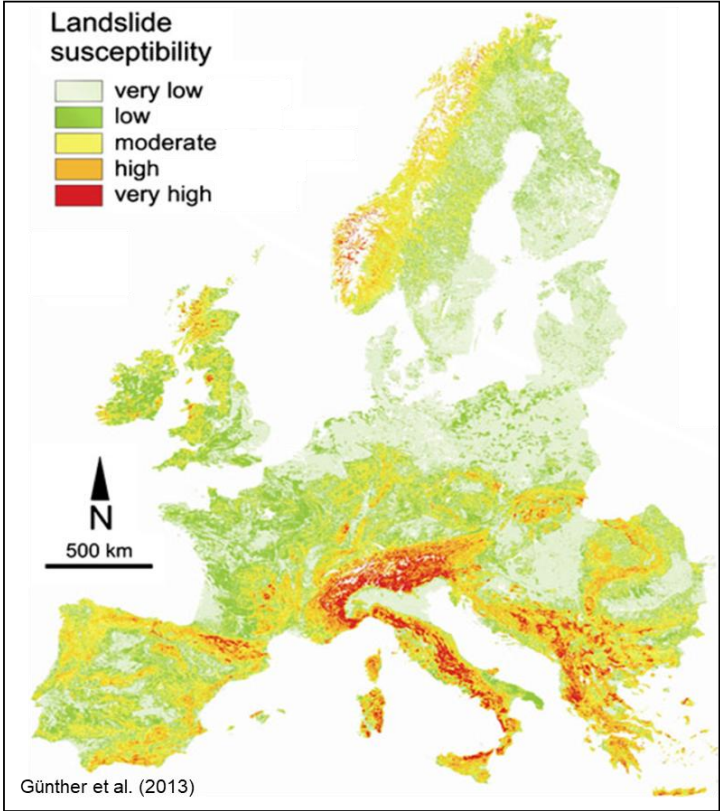 Landslide
susceptibility
very low
low
moderate
high
very high
N
500 km
Günther et al. (2013)